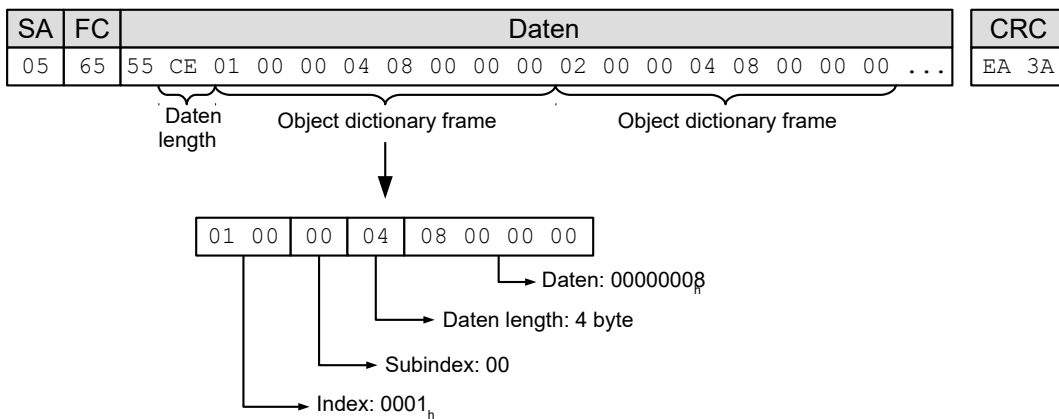 SA FC Daten CRC
05 65 55 CE 01 00 00 04 08 00 00 00 02 00 00 04 08 00 00 00 ... EA 3A
Daten length
Object dictionary frame
Object dictionary frame
01 00 00 04 08 00 00 00
Daten: 00000008h
Daten length: 4 byte
Subindex: 00
Index: 0001h